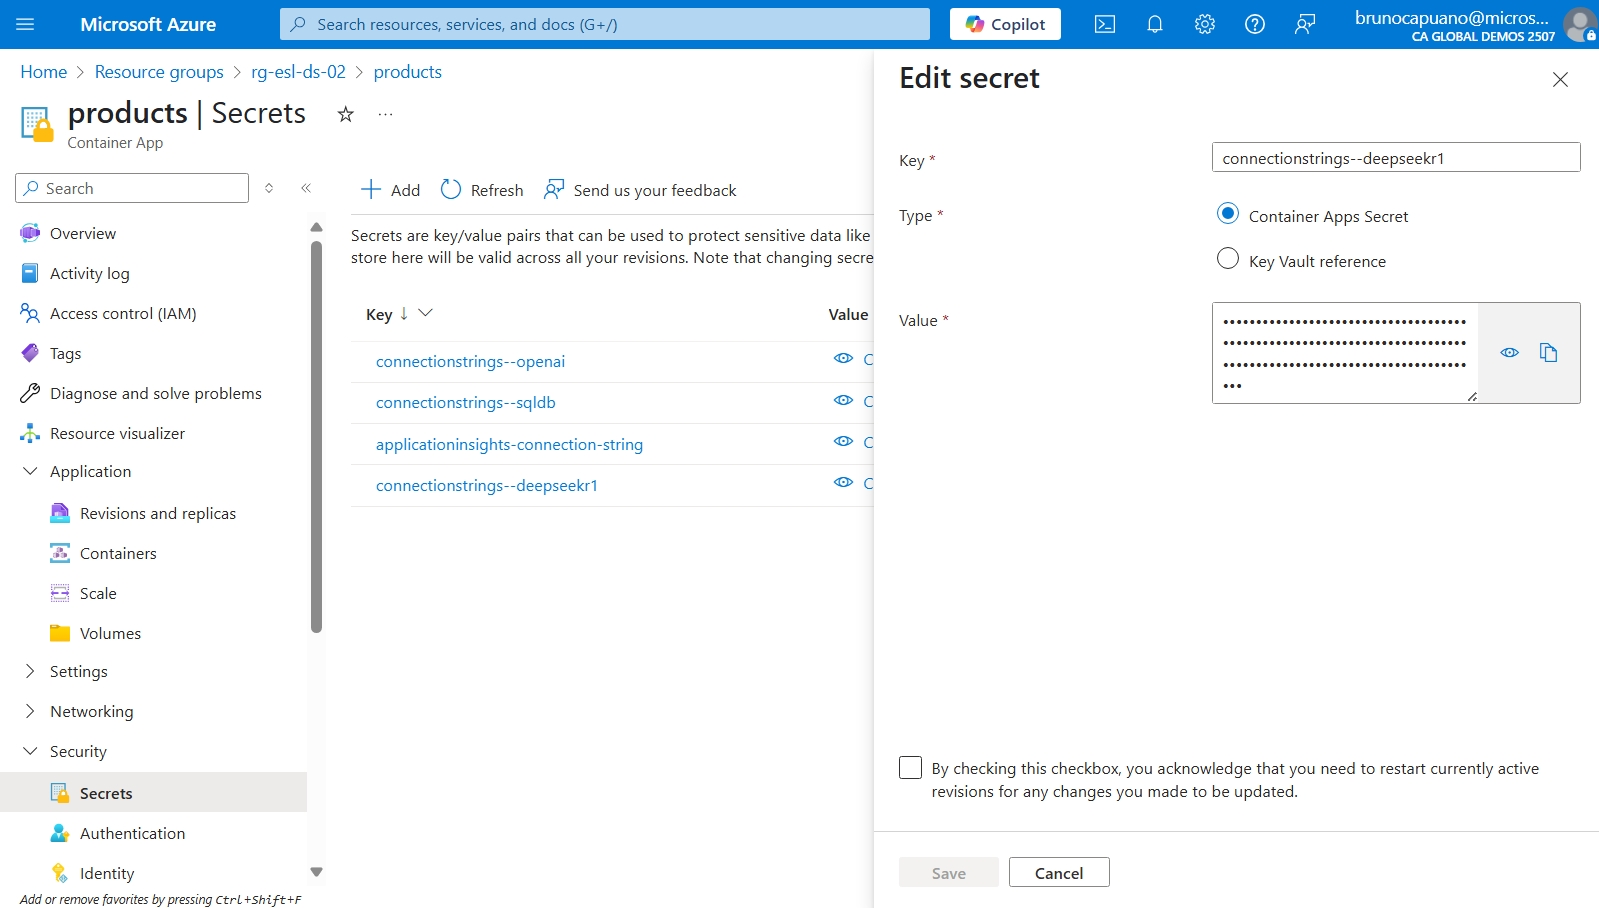 Microsoft Azure
Search resources, services, and docs (G+/)
Copilot
brunocapuano@micros...
CA GLOBAL DEMOS 2507
Home > Resource groups > rg-esl-ds-02 > products
products | Secrets
Container App
Search
Overview
Activity log
Access control (IAM)
Tags
Diagnose and solve problems
Resource visualizer
Application
Revisions and replicas
Containers
Scale
Volumes
Settings
Networking
Security
Secrets
Authentication
Identity
Add or remove favorites by pressing Ctrl+Shift+F
Add Refresh Send us your feedback
Secrets are key/value pairs that can be used to protect sensitive data like
store here will be valid across all your revisions. Note that changing secre
Key Value
connectionstrings--openai C
connectionstrings--sqldb C
applicationinsights-connection-string C
connectionstrings--deepseekr1 C
Edit secret
Key *
connectionstrings--deepseekr1
Type *
Container Apps Secret
Key Vault reference
Value *
By checking this checkbox, you acknowledge that you need to restart currently active
revisions for any changes you made to be updated.
Save Cancel